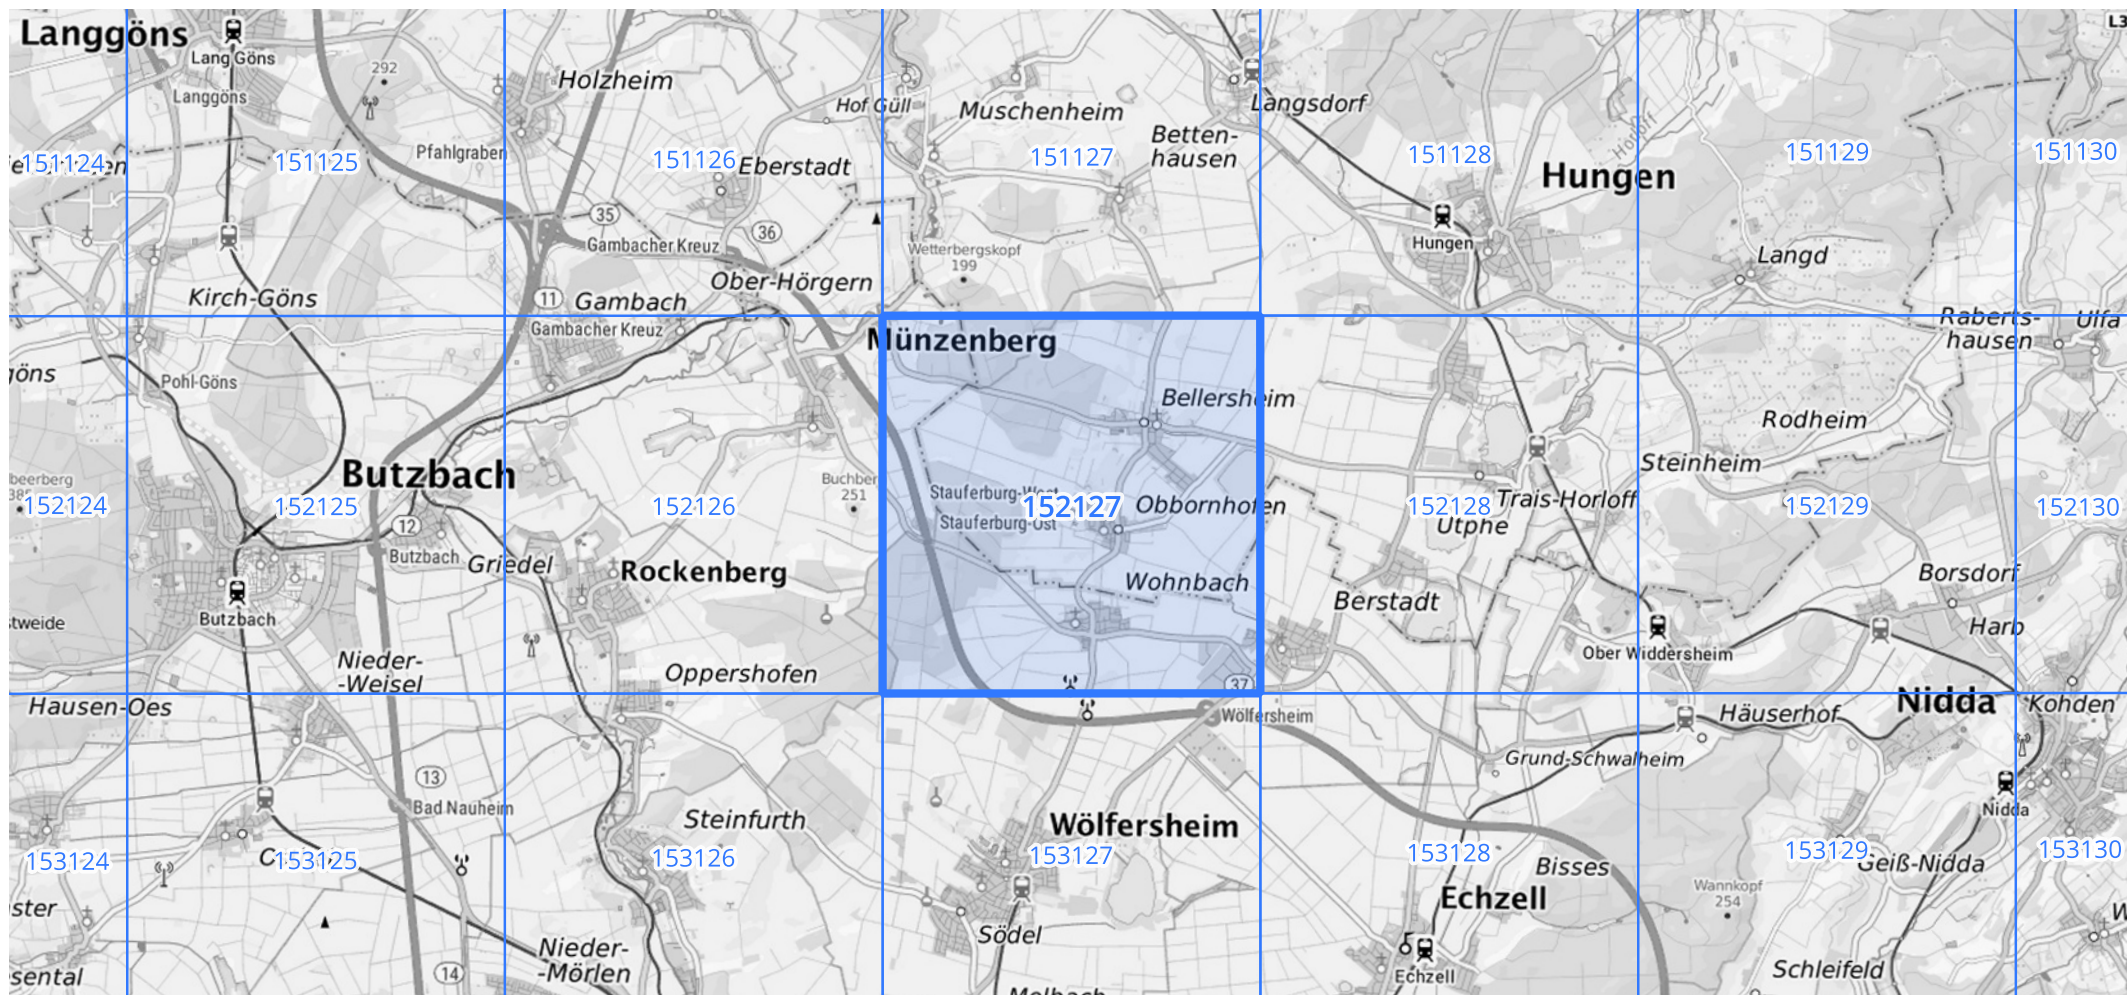 Langgöns
Lang Göns
Langgöns
292
Holzheim
Hof Güll
Muschenheim
Langsdorf
Betten-
hausen
Pfahlgraben
Eberstadt
Hungen
151124
151125
151126
151127
151128
151129
151130
35
36
Gambacher Kreuz
Wetterbergskopf
199
Hungen
Langd
Kirch-Göns
11
Gambach
Ober-Hörgern
Gambacher Kreuz
Münzenberg
Raberts-
hausen
Ulfa
göns
Pohl-Göns
Bellersheim
Rodheim
Butzbach
Steinheim
Buchberg
251
Stauferburg-West
Stauferburg-Ost
Obbornhofen
Trais-Horloff
Utphe
152124
152125
152126
152127
152128
152129
152130
12
Butzbach
Griedel
Rockenberg
Wohnbach
Berstadt
Borsdorf
Harb
stweide
Butzbach
Nieder-
-Weisel
Oppershofen
Ober Widdersheim
37
Hausen-Oes
Wölfersheim
Häuserhof
Nidda
Kohden
Grund-Schwalheim
13
Bad Nauheim
Steinfurth
Wölfersheim
Nidda
153124
153125
153126
153127
153128
153129
153130
Bisses
Geiß-Nidda
Wannkopf
254
Echzell
ster
Södel
Nieder-
-Mörlen
14
sental
Echzell
Schleifeld
Melbach